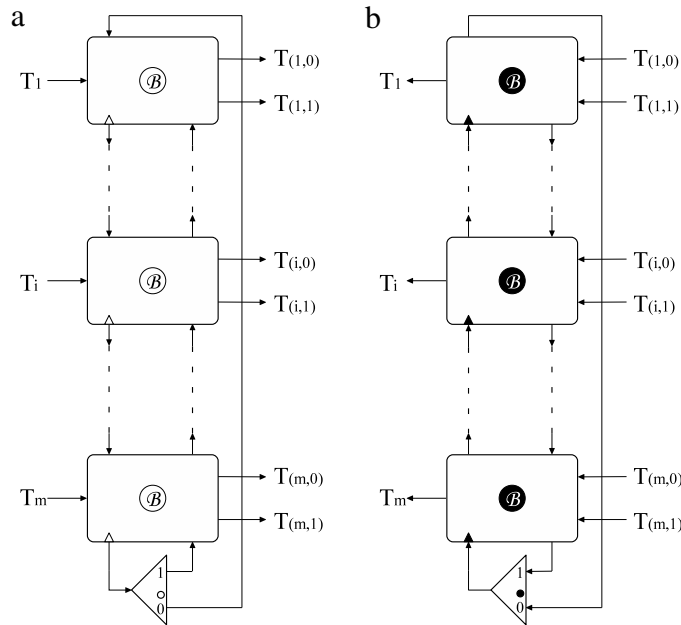 a
b
T1
ℬ
T(1,0)
T(1,1)
T1
ℬ
T(1,0)
T(1,1)
Ti
ℬ
T(i,0)
T(i,1)
Ti
ℬ
T(i,0)
T(i,1)
Tm
ℬ
T(m,0)
T(m,1)
Tm
ℬ
T(m,0)
T(m,1)
1
0
1
0